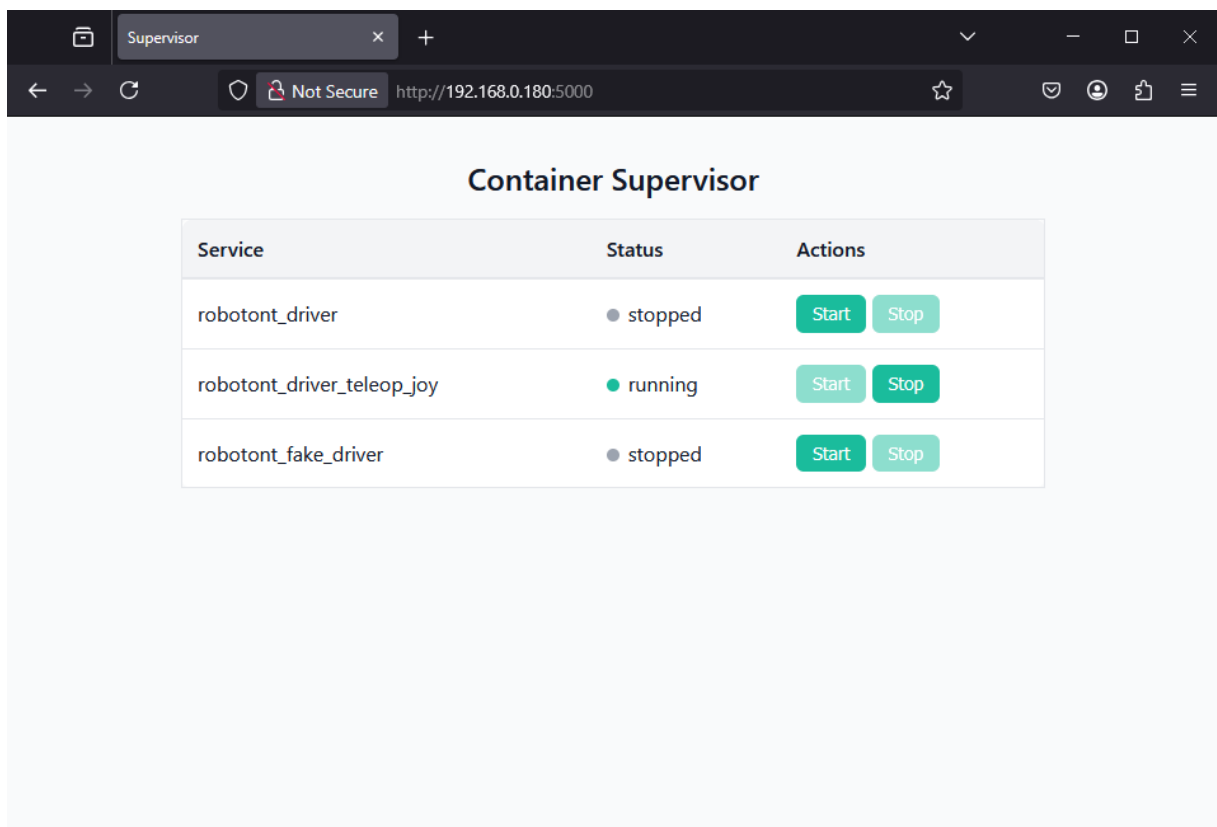 Supervisor
Not Secure http://192.168.0.180:5000
Container Supervisor
Service Status Actions
robotont_driver stopped Start Stop
robotont_driver_teleop_joy running Start Stop
robotont_fake_driver stopped Start Stop